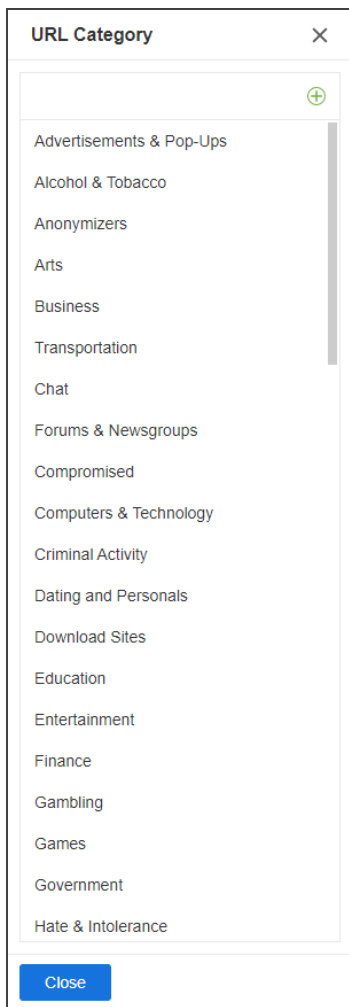 URL Category
Advertisements & Pop-Ups
Alcohol & Tobacco
Anonymizers
Arts
Business
Transportation
Chat
Forums & Newsgroups
Compromised
Computers & Technology
Criminal Activity
Dating and Personals
Download Sites
Education
Entertainment
Finance
Gambling
Games
Government
Hate & Intolerance
Close